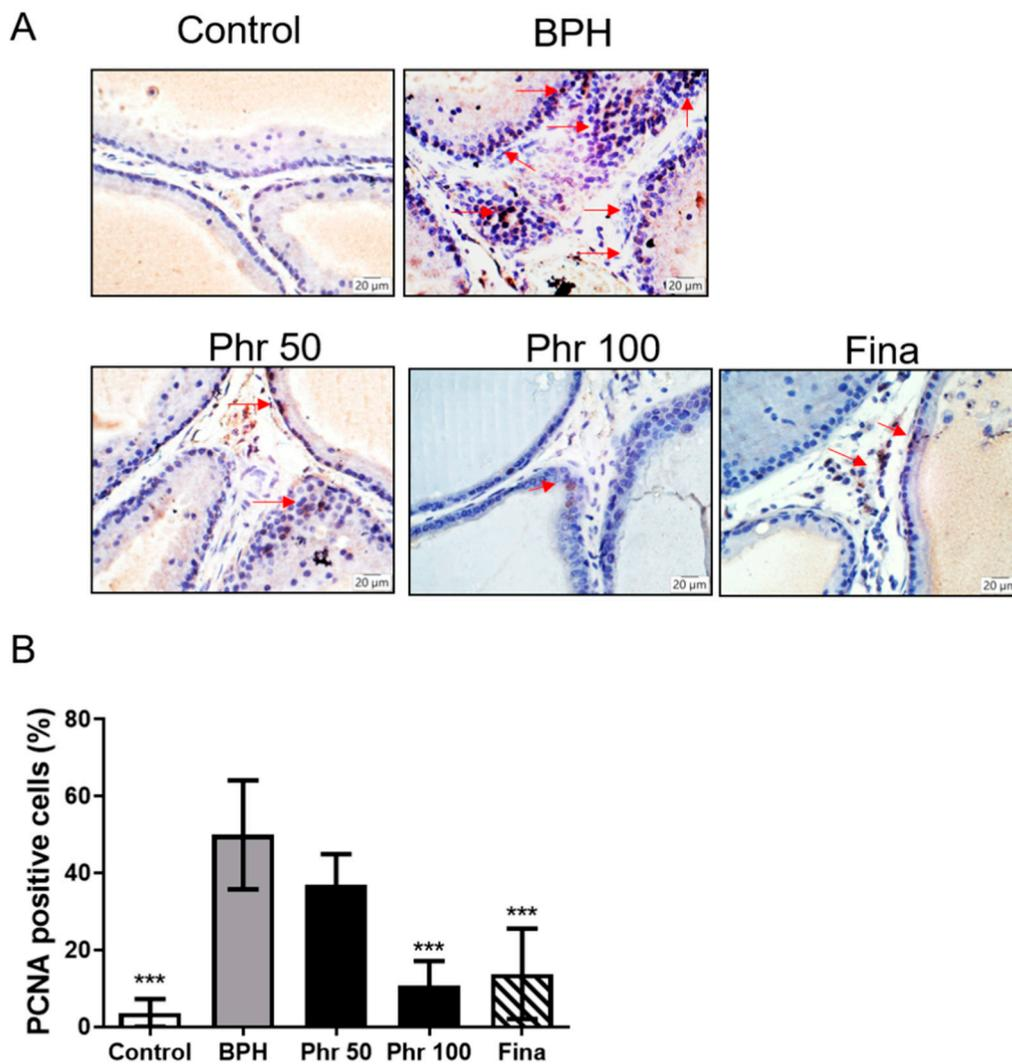 A
Control
BPH
20 µm
20 µm
Phr 50
Phr 100
Fina
20 µm
20 µm
20 µm
B
PCNA positive cells (%)
80
60
40
20
0
***
***
***
Control
BPH
Phr 50
Phr 100
Fina